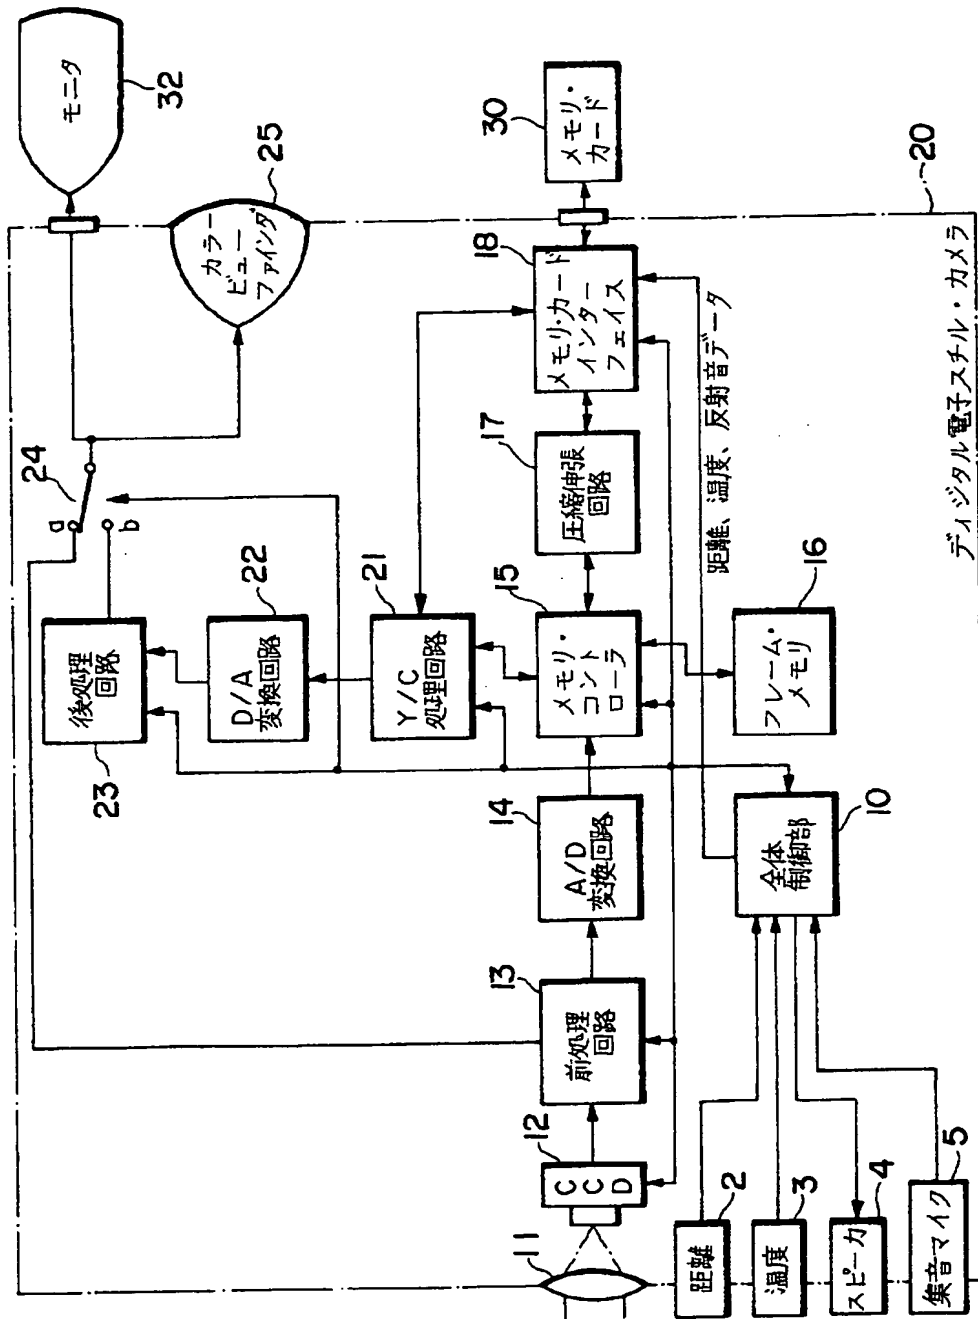 モニタ
32
カラー
ビュー
ファインダ
25
24
a
b
後処理
回路
23
D/A
変換回路
22
Y/C
処理回路
21
メモリ・
カード
30
メモリ・カード
インター
フェイス
18
圧縮伸張
回路
17
メモリ・
コント
ローラ
15
A/D
変換回路
14
前処理
回路
13
CCD
12
11
フレーム・
メモリ
16
全体
制御部
10
距離、温度、反射音データ
距離
2
温度
3
スピーカ
4
集音マイク
5
20
ディジタル電子スチル・カメラ